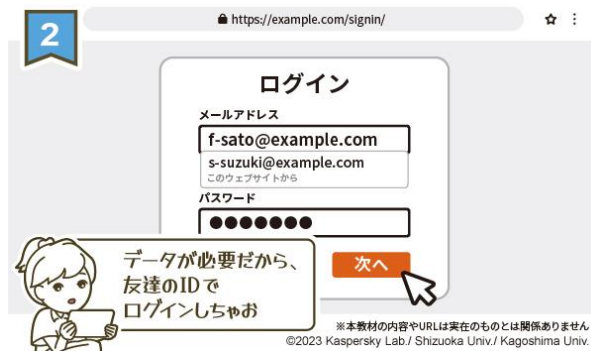 2
https://example.com/signin/
ログイン
メールアドレス
f-sato@example.com
s-suzuki@example.com
このウェブサイトから
パスワード
●●●●●●●
データが必要だから、
友達のIDで
ログインしちゃお
次へ
※本教材の内容やURLは実在のものとは関係ありません
©2023 Kaspersky Lab./ Shizuoka Univ./ Kagoshima Univ.